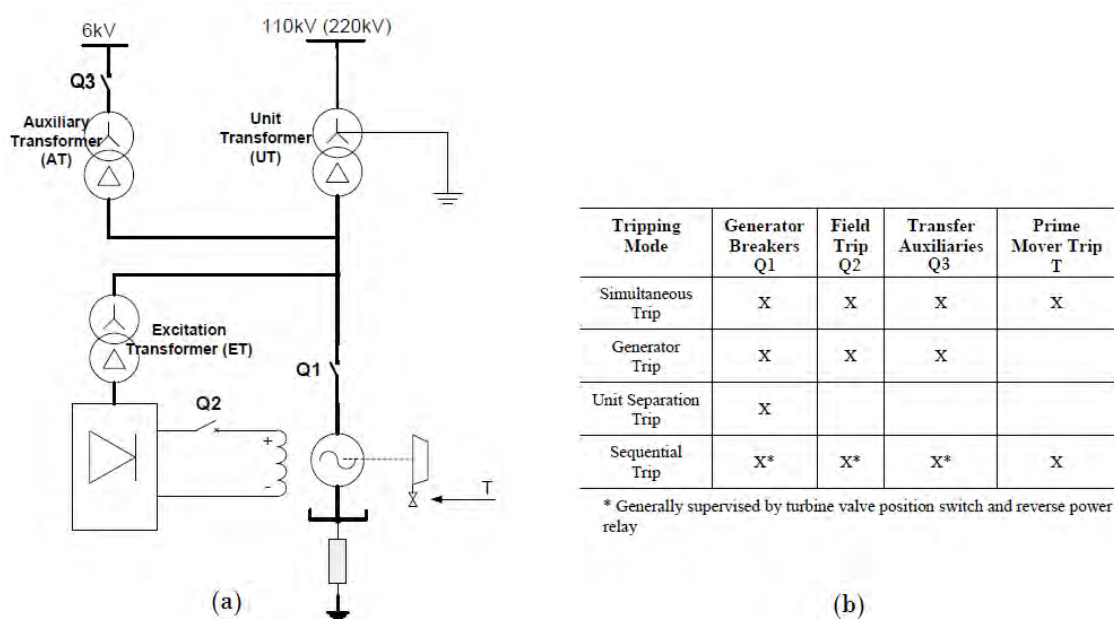 6kV
110kV (220kV)
Q3
Auxiliary
Transformer
(AT)
Unit
Transformer
(UT)
Excitation
Transformer (ET)
Q1
Q2
+
-
T
(a)
Tripping
Mode
Generator
Breakers
Q1
Field
Trip
Q2
Transfer
Auxiliaries
Q3
Prime
Mover Trip
T
Simultaneous
Trip
X X X X
Generator
Trip
X X X
Unit Separation
Trip
X
Sequential
Trip
X* X* X* X
* Generally supervised by turbine valve position switch and reverse power
relay
(b)